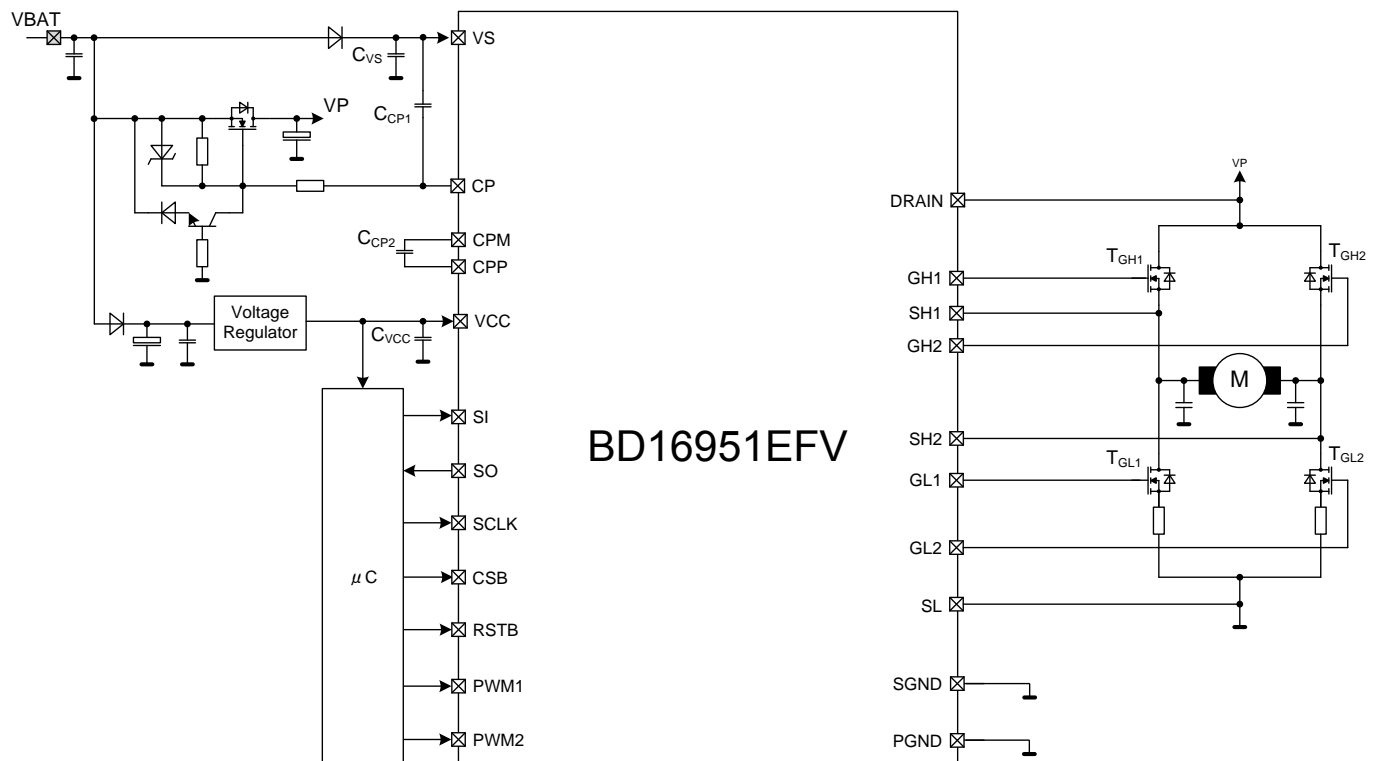 VBAT
VS
CVS
CCP1
VP
CP
CCP2
CPM
CPP
Voltage
Regulator
CVCC
VCC
μC
SI
SO
SCLK
CSB
RSTB
PWM1
PWM2
BD16951EFV
VP
DRAIN
TGH1
TGH2
GH1
SH1
GH2
M
SH2
TGL1
TGL2
GL1
GL2
SL
SGND
PGND